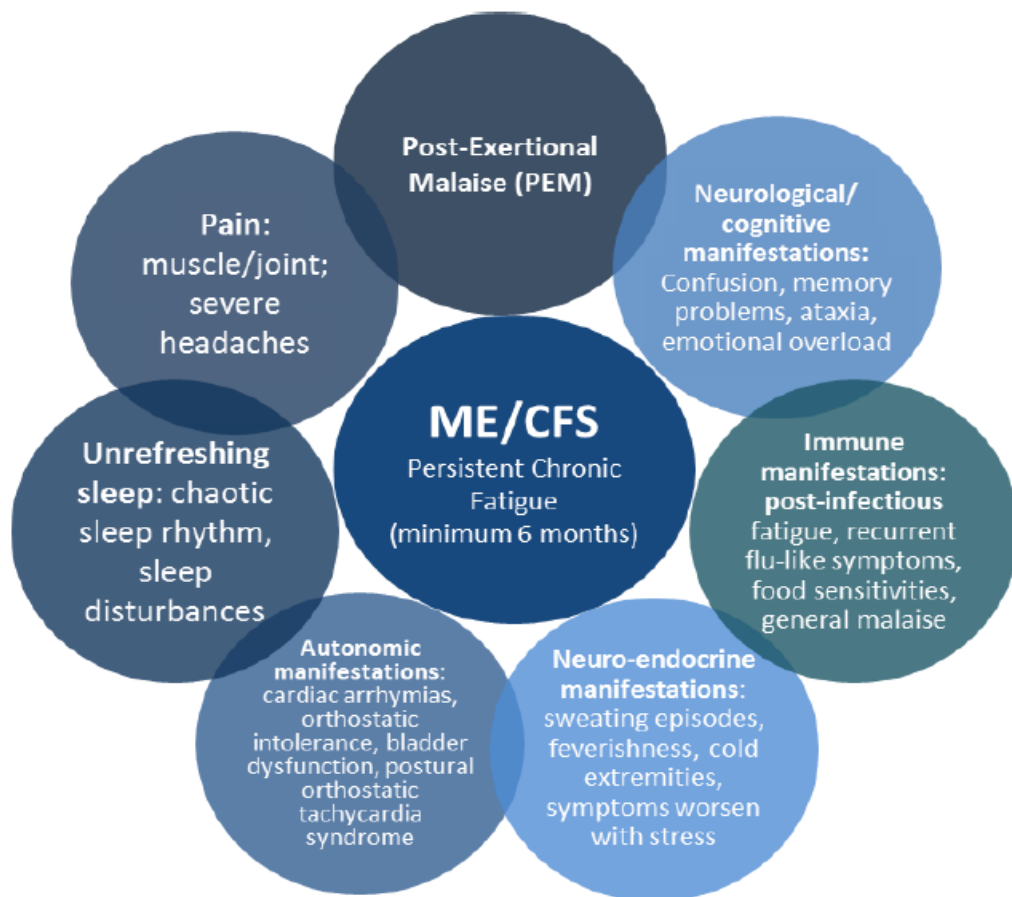 Post-Exertional
Malaise (PEM)
Neurological/
cognitive
manifestations:
Confusion, memory
problems, ataxia,
emotional overload
Pain:
muscle/joint;
severe
headaches
ME/CFS
Persistent Chronic
Fatigue
(minimum 6 months)
Immune
manifestations:
post-infectious
fatigue, recurrent
flu-like symptoms,
food sensitivities,
general malaise
Unrefreshing
sleep: chaotic
sleep rhythm,
sleep
disturbances
Autonomic
manifestations:
cardiac arrhymias,
orthostatic
intolerance, bladder
dysfunction, postural
orthostatic
tachycardia
syndrome
Neuro-endocrine
manifestations:
sweating episodes,
feverishness, cold
extremities,
symptoms worsen
with stress